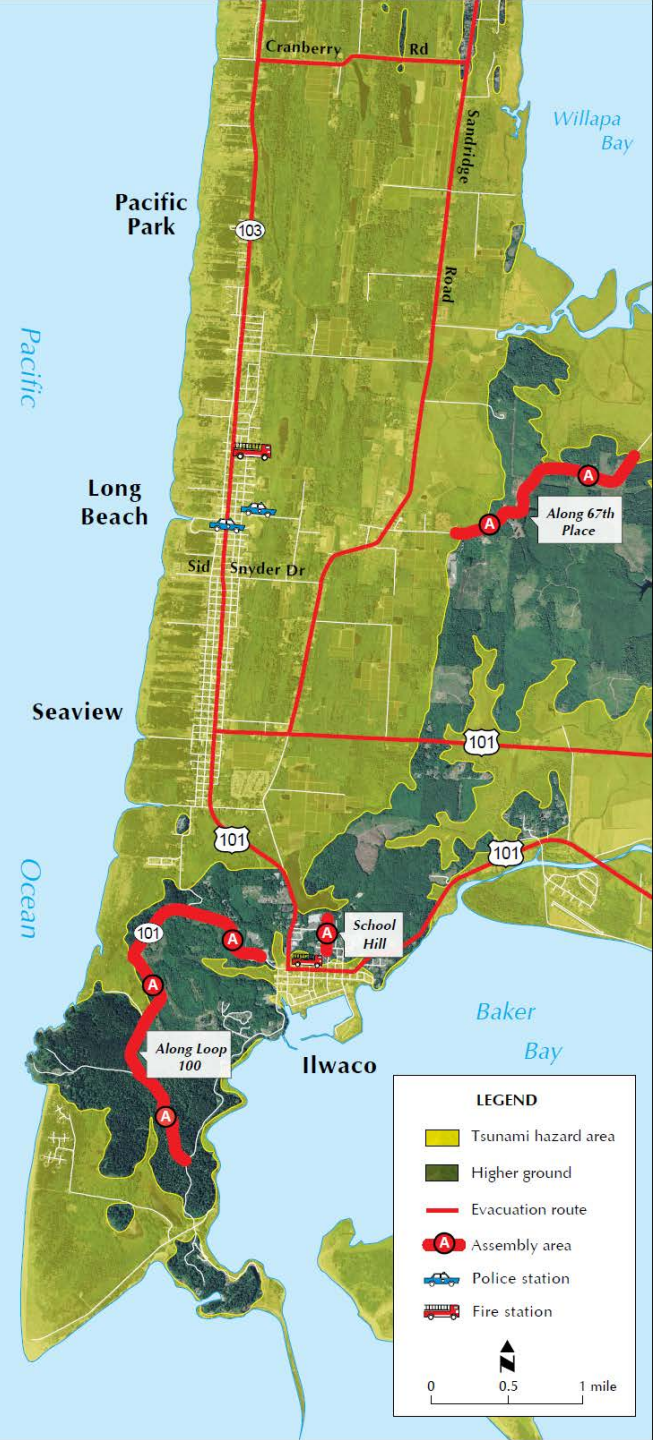 Cranberry Rd
Willapa
Bay
Sandridge
Pacific
Park
103
Road
Pacific
Long
Beach
A
A
Along 67th
Place
Sid Snyder Dr
Seaview
101
101
101
Ocean
101
A
A
School
Hill
A
Along Loop
100
Baker
Bay
Ilwaco
A
LEGEND
Tsunami hazard area
Higher ground
Evacuation route
A Assembly area
Police station
Fire station
N
0 0.5 1 mile